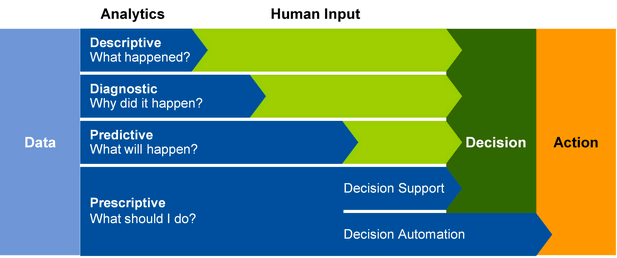 Analytics
Human Input
Descriptive
What happened?
Diagnostic
Why did it happen?
Predictive
What will happen?
Data
Decision
Action
Prescriptive
What should I do?
Decision Support
Decision Automation